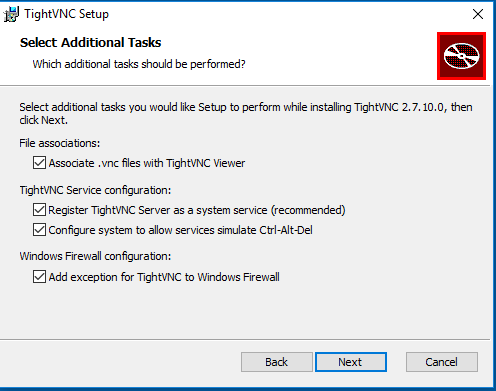 TightVNC Setup
Select Additional Tasks
Which additional tasks should be performed?
Select additional tasks you would like Setup to perform while installing TightVNC 2.7.10.0, then
click Next.
File associations:
Associate .vnc files with TightVNC Viewer
TightVNC Service configuration:
Register TightVNC Server as a system service (recommended)
Configure system to allow services simulate Ctrl-Alt-Del
Windows Firewall configuration:
Add exception for TightVNC to Windows Firewall
Back
Next
Cancel